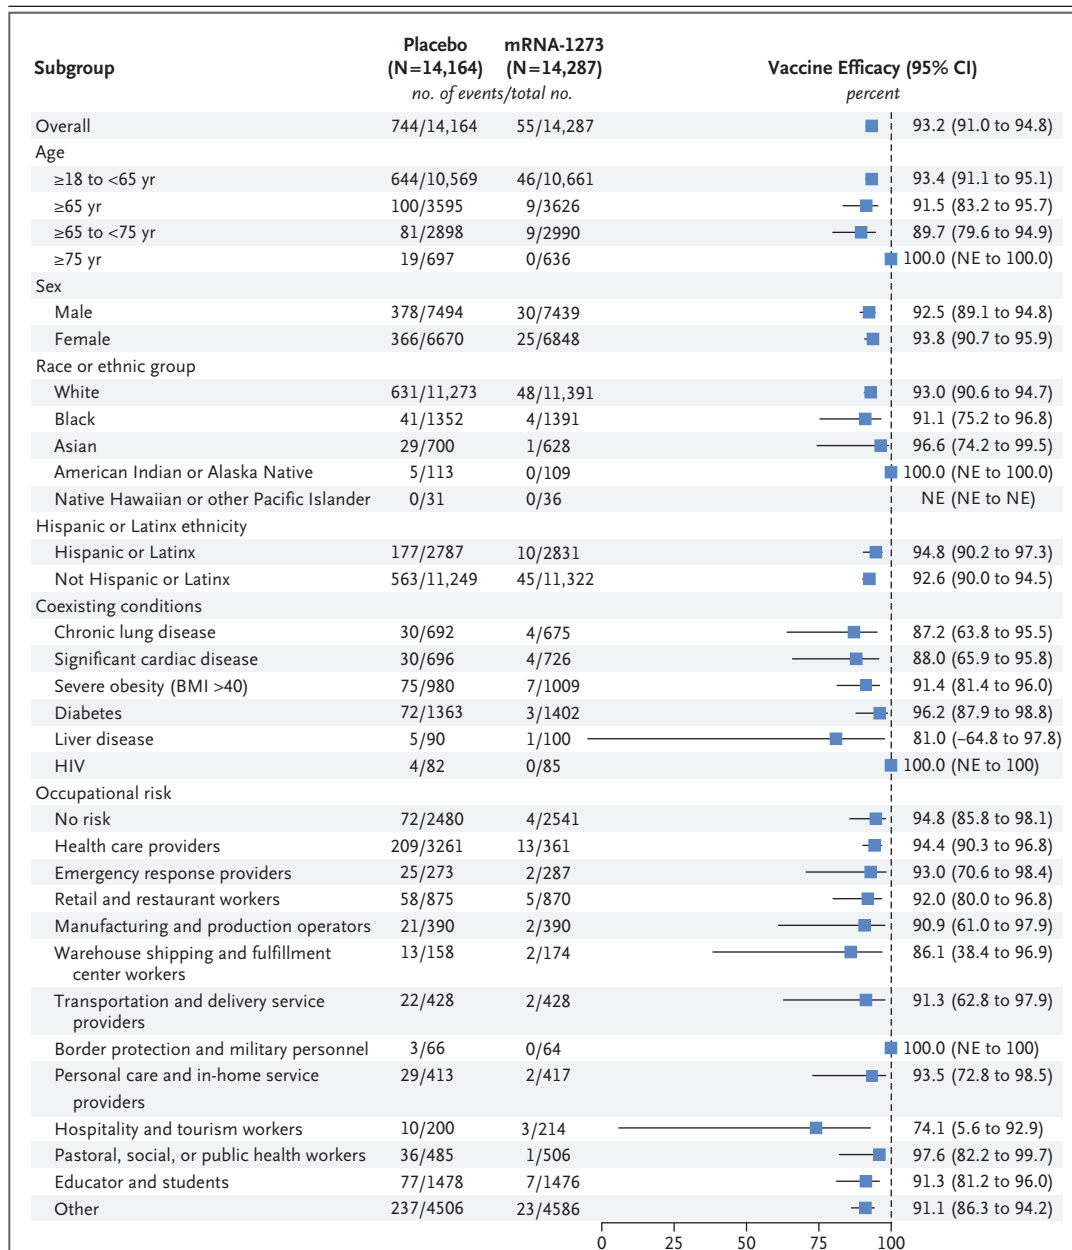 Subgroup Placebo (N=14,164) mRNA-1273 (N=14,287) Vaccine Efficacy (95% CI)
no. of events/total no. percent
Overall 744/14,164 55/14,287 93.2 (91.0 to 94.8)
Age
≥18 to <65 yr 644/10,569 46/10,661 93.4 (91.1 to 95.1)
≥65 yr 100/3595 9/3626 91.5 (83.2 to 95.7)
≥65 to <75 yr 81/2898 9/2990 89.7 (79.6 to 94.9)
≥75 yr 19/697 0/636 100.0 (NE to 100.0)
Sex
Male 378/7494 30/7439 92.5 (89.1 to 94.8)
Female 366/6670 25/6848 93.8 (90.7 to 95.9)
Race or ethnic group
White 631/11,273 48/11,391 93.0 (90.6 to 94.7)
Black 41/1352 4/1391 91.1 (75.2 to 96.8)
Asian 29/700 1/628 96.6 (74.2 to 99.5)
American Indian or Alaska Native 5/113 0/109 100.0 (NE to 100.0)
Native Hawaiian or other Pacific Islander 0/31 0/36 NE (NE to NE)
Hispanic or Latinx ethnicity
Hispanic or Latinx 177/2787 10/2831 94.8 (90.2 to 97.3)
Not Hispanic or Latinx 563/11,249 45/11,322 92.6 (90.0 to 94.5)
Coexisting conditions
Chronic lung disease 30/692 4/675 87.2 (63.8 to 95.5)
Significant cardiac disease 30/696 4/726 88.0 (65.9 to 95.8)
Severe obesity (BMI >40) 75/980 7/1009 91.4 (81.4 to 96.0)
Diabetes 72/1363 3/1402 96.2 (87.9 to 98.8)
Liver disease 5/90 1/100 81.0 (–64.8 to 97.8)
HIV 4/82 0/85 100.0 (NE to 100)
Occupational risk
No risk 72/2480 4/2541 94.8 (85.8 to 98.1)
Health care providers 209/3261 13/361 94.4 (90.3 to 96.8)
Emergency response providers 25/273 2/287 93.0 (70.6 to 98.4)
Retail and restaurant workers 58/875 5/870 92.0 (80.0 to 96.8)
Manufacturing and production operators 21/390 2/390 90.9 (61.0 to 97.9)
Warehouse shipping and fulfillment 13/158 2/174 86.1 (38.4 to 96.9)
center workers
Transportation and delivery service 22/428 2/428 91.3 (62.8 to 97.9)
providers
Border protection and military personnel 3/66 0/64 100.0 (NE to 100)
Personal care and in-home service 29/413 2/417 93.5 (72.8 to 98.5)
providers
Hospitality and tourism workers 10/200 3/214 74.1 (5.6 to 92.9)
Pastoral, social, or public health workers 36/485 1/506 97.6 (82.2 to 99.7)
Educator and students 77/1478 7/1476 91.3 (81.2 to 96.0)
Other 237/4506 23/4586 91.1 (86.3 to 94.2)
0 25 50 75 100